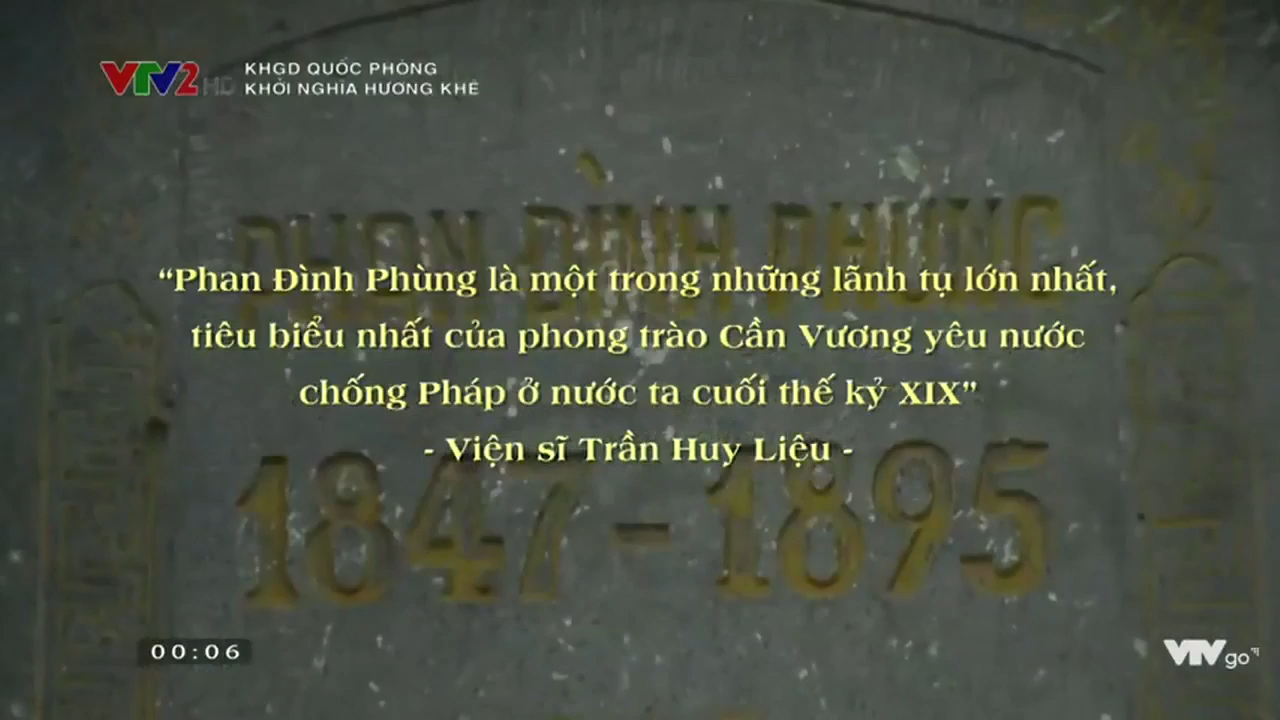 VTV2 HD
KHGD QUỐC PHÒNG
KHỞI NGHĨA HƯƠNG KHÊ
PHAN ĐÌNH PHÙNG
“Phan Đình Phùng là một trong những lãnh tụ lớn nhất,
tiêu biểu nhất của phong trào Cần Vương yêu nước
chống Pháp ở nước ta cuối thế kỷ XIX”
- Viện sĩ Trần Huy Liệu -
1847-1895
00:06
VTV go